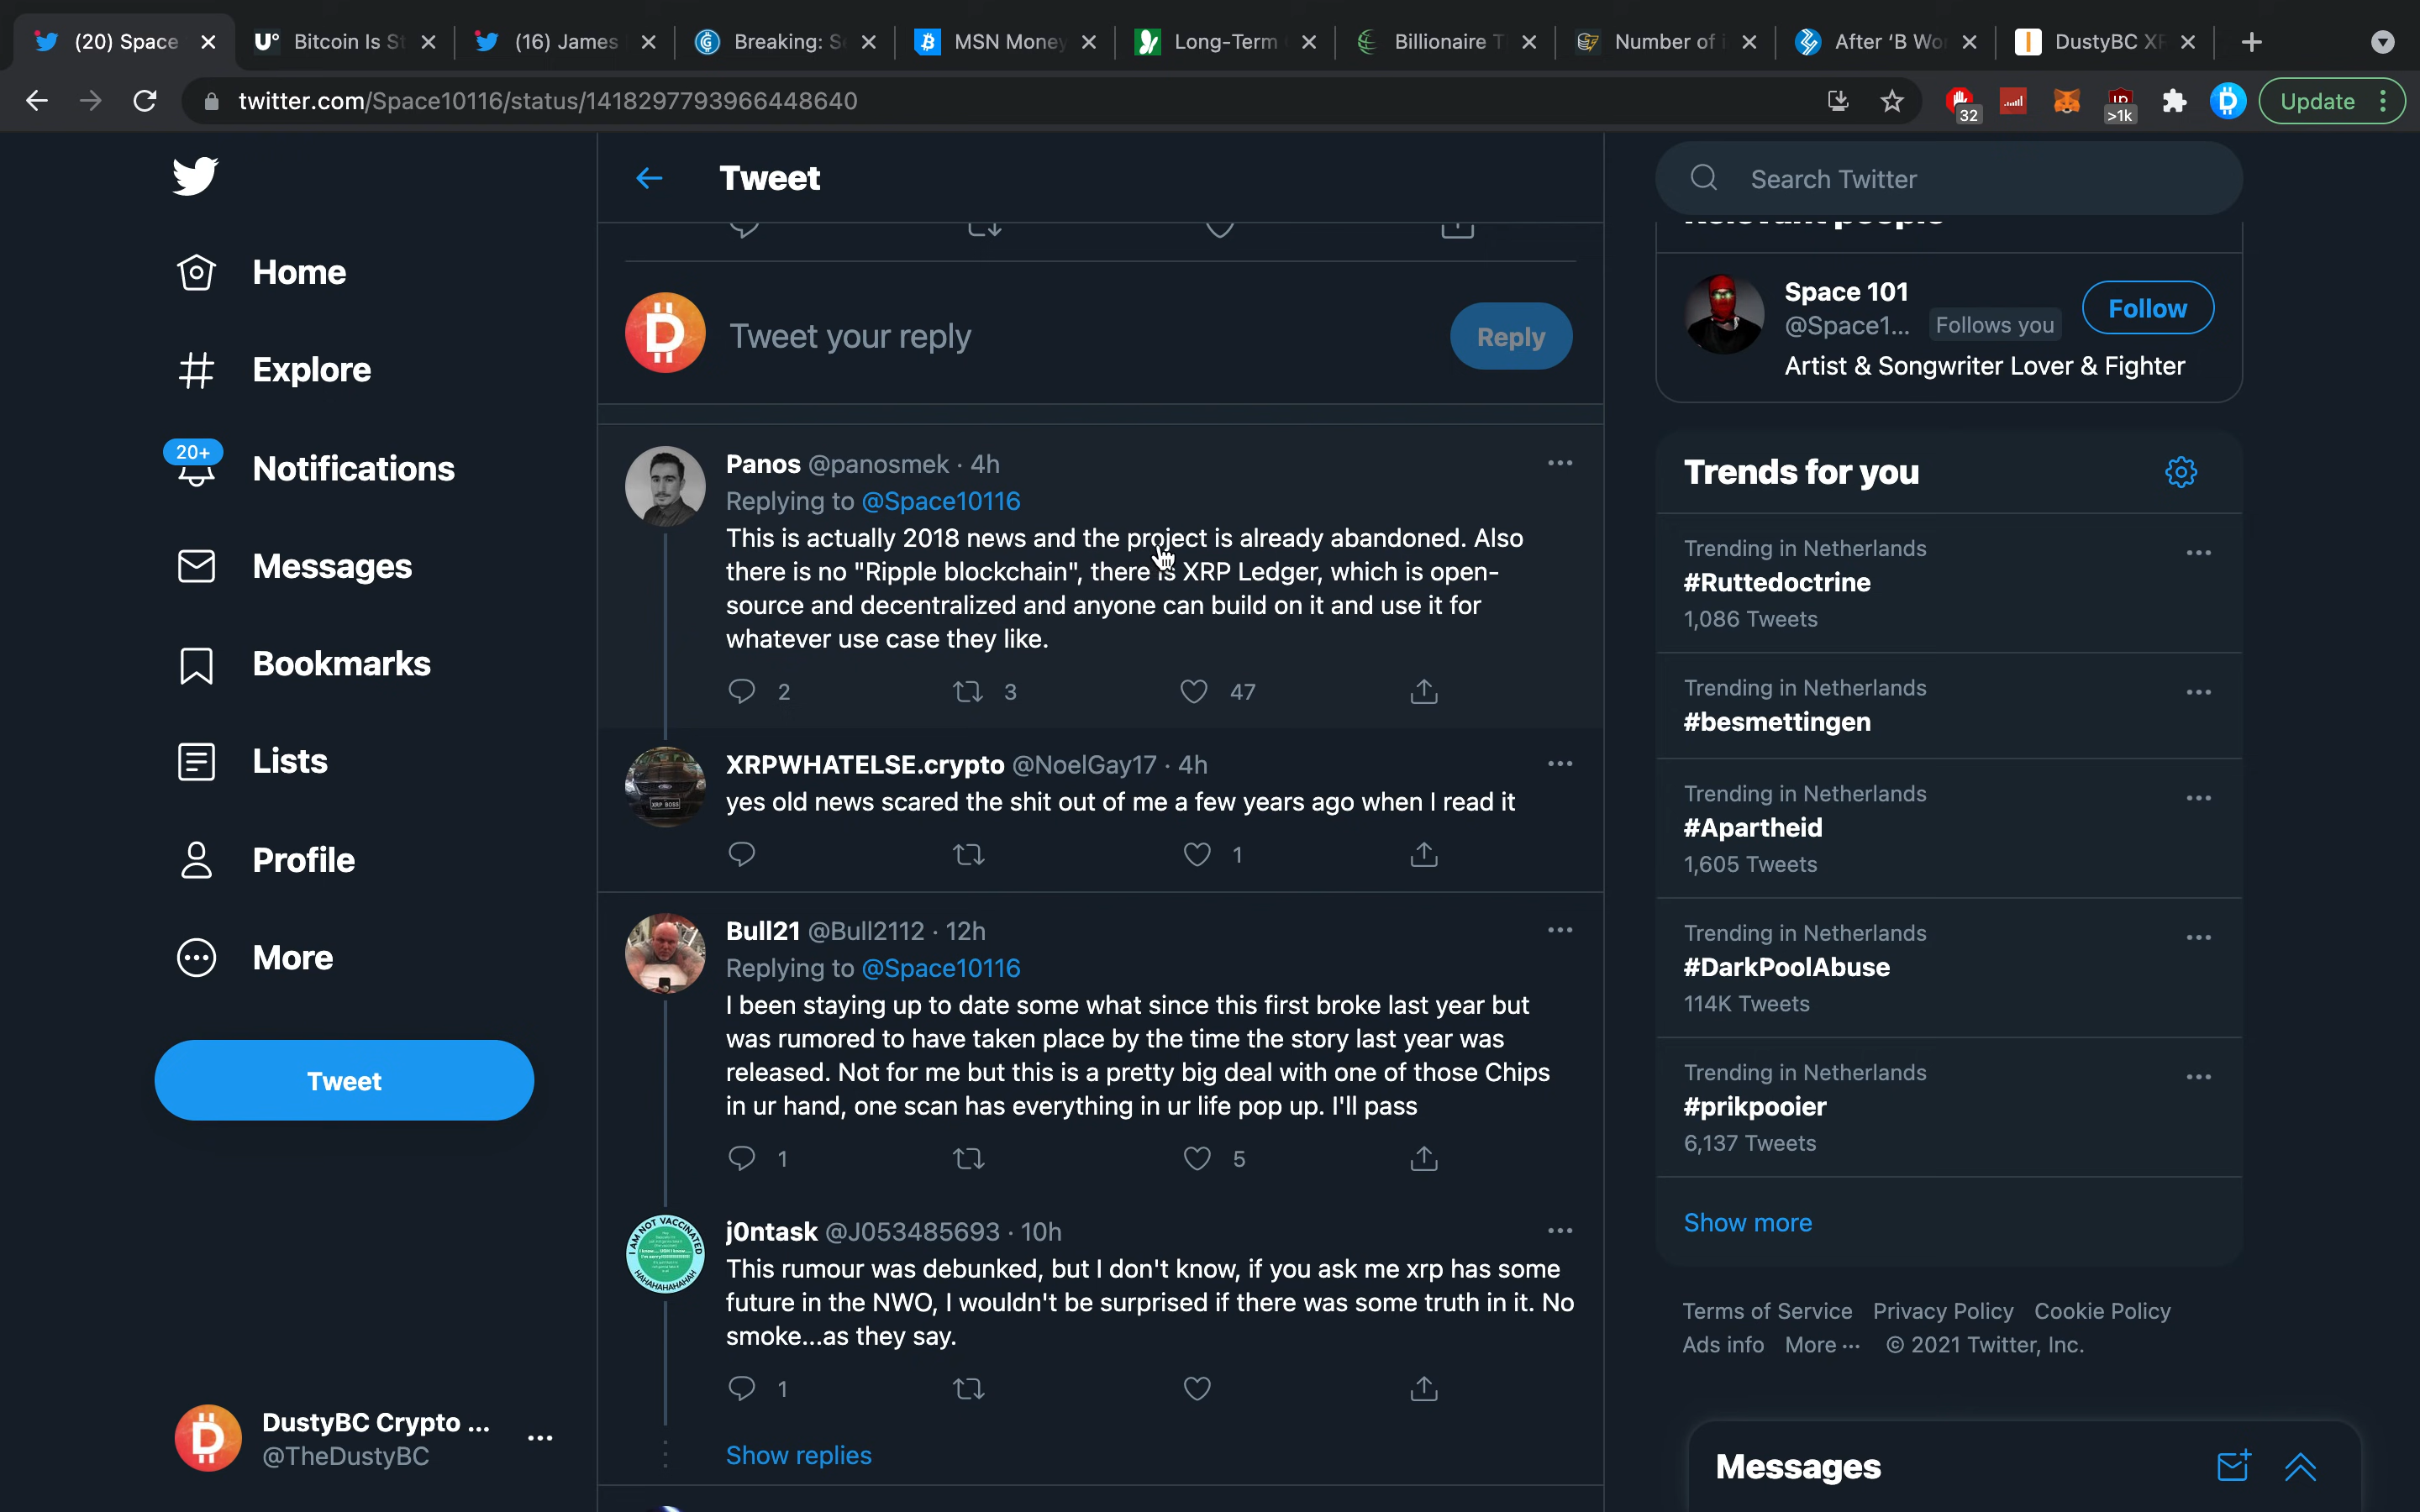 (20) Space
Bitcoin Is St
(16) James
Breaking: S
MSN Money
Long-Term
Billionaire T
Number of i
After ‘B Wo
DustyBC XR
twitter.com/Space10116/status/1418297793966448640
32
>1k
Update
Home
Explore
20+
Notifications
Messages
Bookmarks
Lists
Profile
More
Tweet
DustyBC Crypto ...
@TheDustyBC
Tweet
Tweet your reply
Reply
Panos @panosmek · 4h
Replying to @Space10116
This is actually 2018 news and the project is already abandoned. Also
there is no "Ripple blockchain", there is XRP Ledger, which is open-
source and decentralized and anyone can build on it and use it for
whatever use case they like.
2 3 47
XRPWHATELSE.crypto @NoelGay17 · 4h
yes old news scared the shit out of me a few years ago when I read it
1
Bull21 @Bull2112 · 12h
Replying to @Space10116
I been staying up to date some what since this first broke last year but
was rumored to have taken place by the time the story last year was
released. Not for me but this is a pretty big deal with one of those Chips
in ur hand, one scan has everything in ur life pop up. I'll pass
1 5
I AM NOT VACCINATED
HAHAHAHAHAHAH
j0ntask @J053485693 · 10h
This rumour was debunked, but I don't know, if you ask me xrp has some
future in the NWO, I wouldn't be surprised if there was some truth in it. No
smoke...as they say.
1
Show replies
Search Twitter
Relevant people
Space 101
@Space1... Follows you
Follow
Artist & Songwriter Lover & Fighter
Trends for you
Trending in Netherlands
#Ruttedoctrine
1,086 Tweets
Trending in Netherlands
#besmettingen
Trending in Netherlands
#Apartheid
1,605 Tweets
Trending in Netherlands
#DarkPoolAbuse
114K Tweets
Trending in Netherlands
#prikpooier
6,137 Tweets
Show more
Terms of Service Privacy Policy Cookie Policy
Ads info More ··· © 2021 Twitter, Inc.
Messages